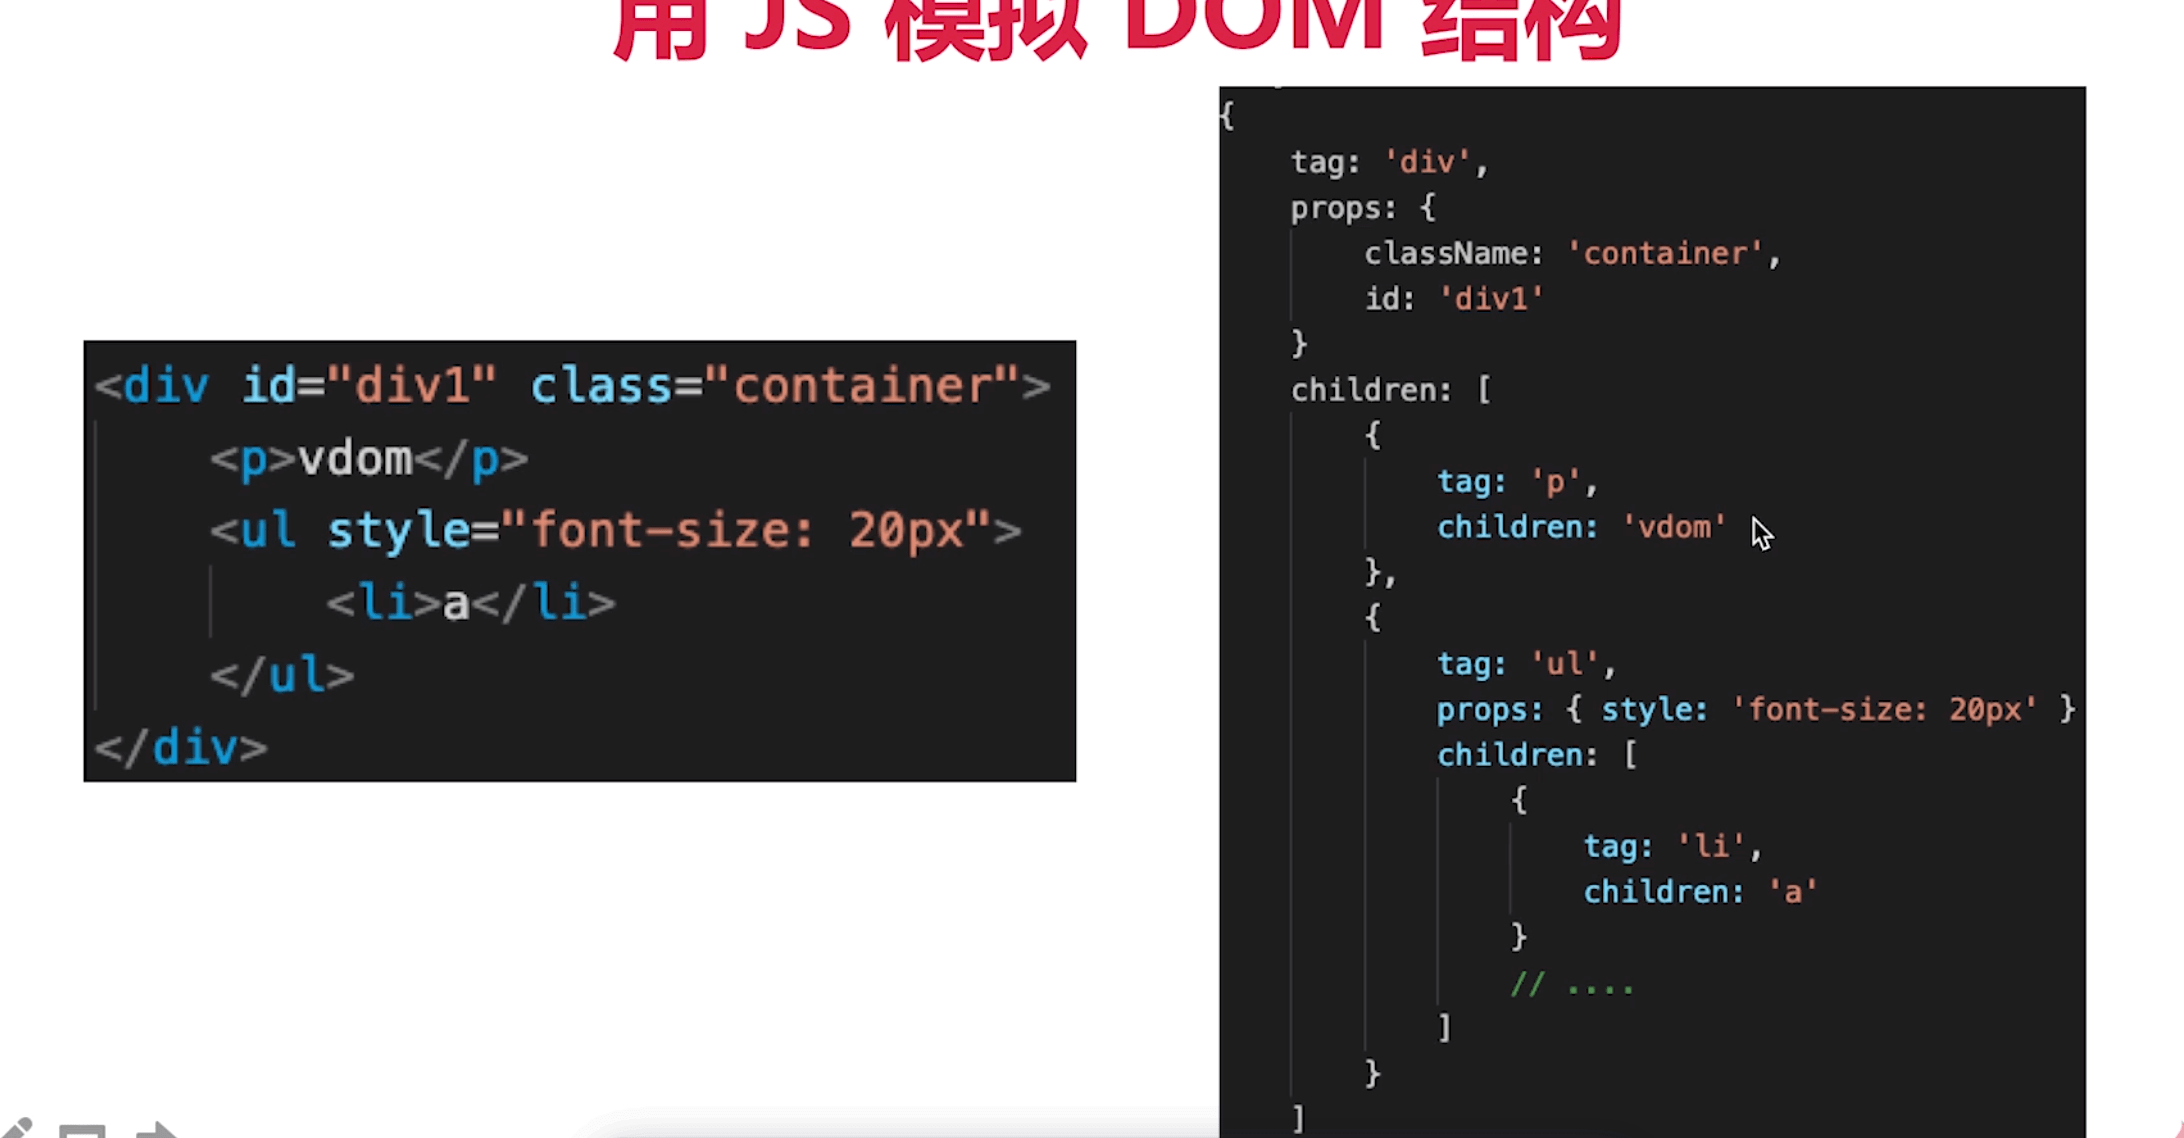 用 JS 模拟 DOM 结构
<div id="div1" class="container">
    <p>vdom</p>
    <ul style="font-size: 20px">
        <li>a</li>
    </ul>
</div>
{
    tag: 'div',
    props: {
        className: 'container',
        id: 'div1'
    }
    children: [
        {
            tag: 'p',
            children: 'vdom'
        },
        {
            tag: 'ul',
            props: { style: 'font-size: 20px' }
            children: [
                {
                    tag: 'li',
                    children: 'a'
                }
                // ....
            ]
        }
    ]